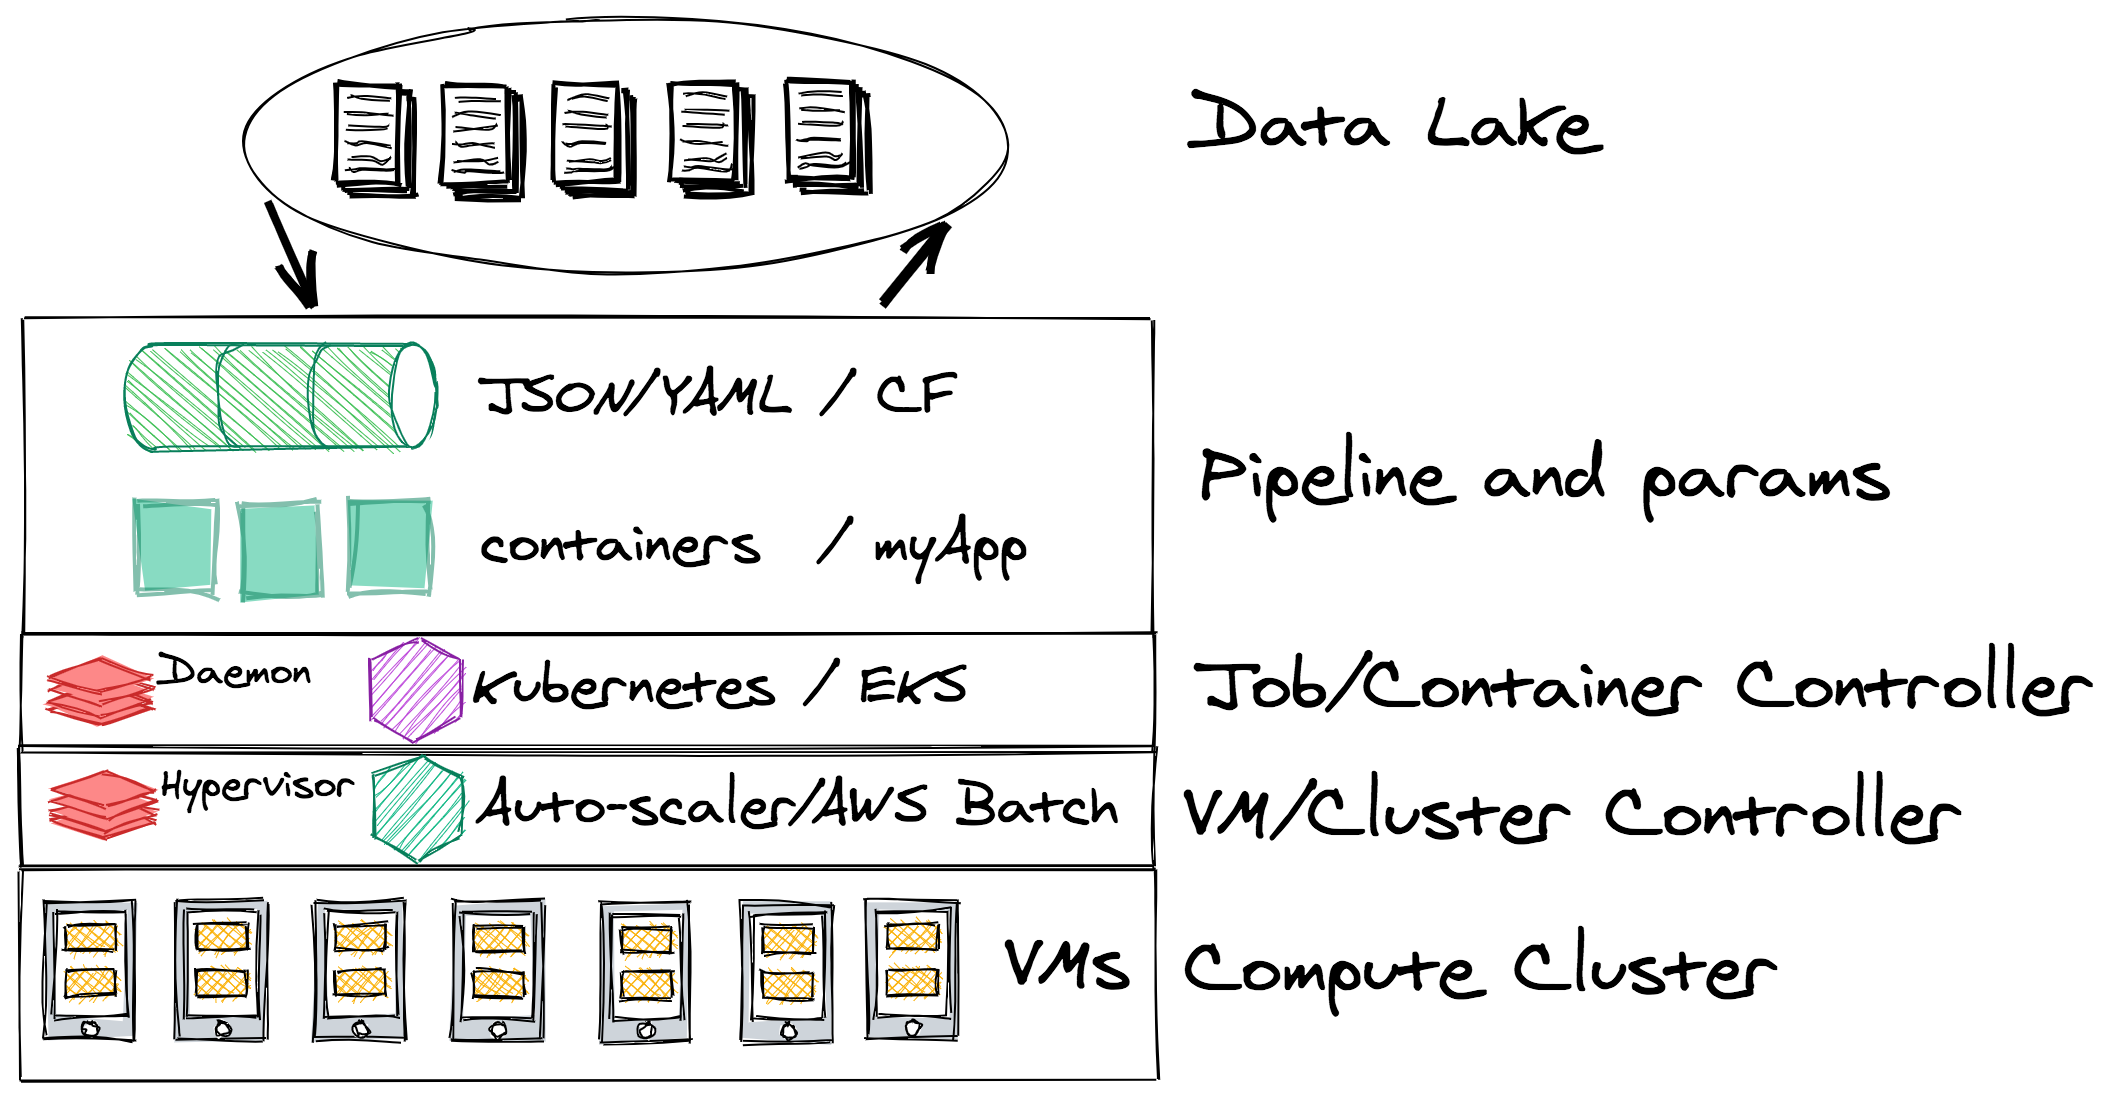 Data Lake
JSON/YAML / CF
containers / myApp
Pipeline and params
Daemon
Kubernetes / EKS
Job/Container Controller
Hypervisor
Auto-scaler/AWS Batch
VM/Cluster Controller
VMs
Compute Cluster